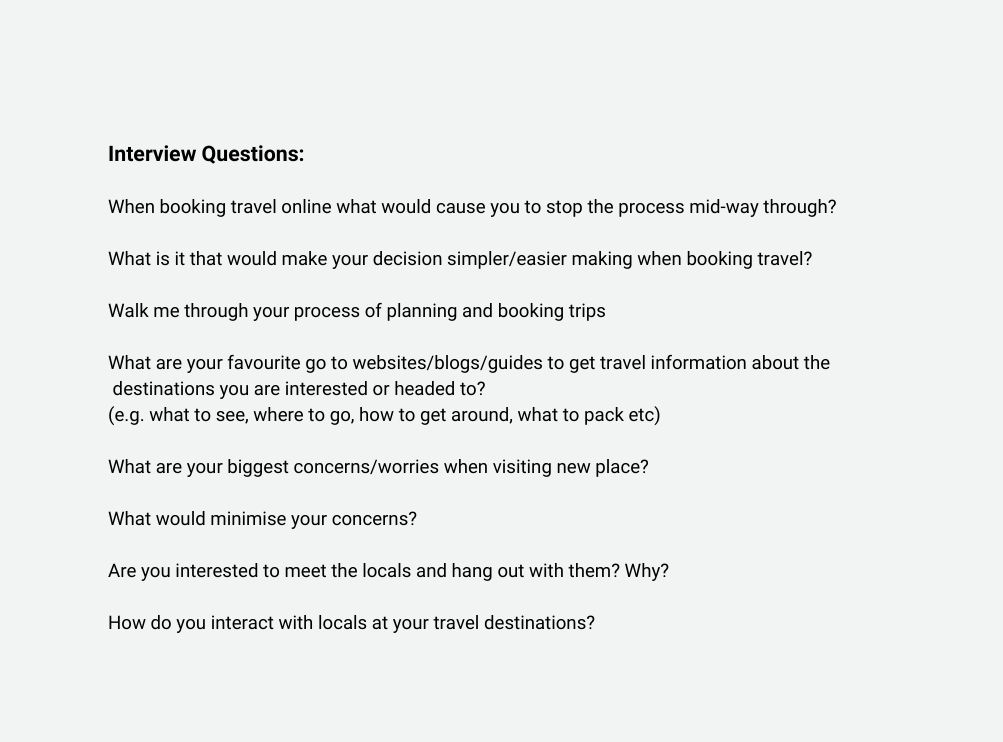 Interview Questions:
When booking travel online what would cause you to stop the process mid-way through?
What is it that would make your decision simpler/easier making when booking travel?
Walk me through your process of planning and booking trips
What are your favourite go to websites/blogs/guides to get travel information about the
destinations you are interested or headed to?
(e.g. what to see, where to go, how to get around, what to pack etc)
What are your biggest concerns/worries when visiting new place?
What would minimise your concerns?
Are you interested to meet the locals and hang out with them? Why?
How do you interact with locals at your travel destinations?